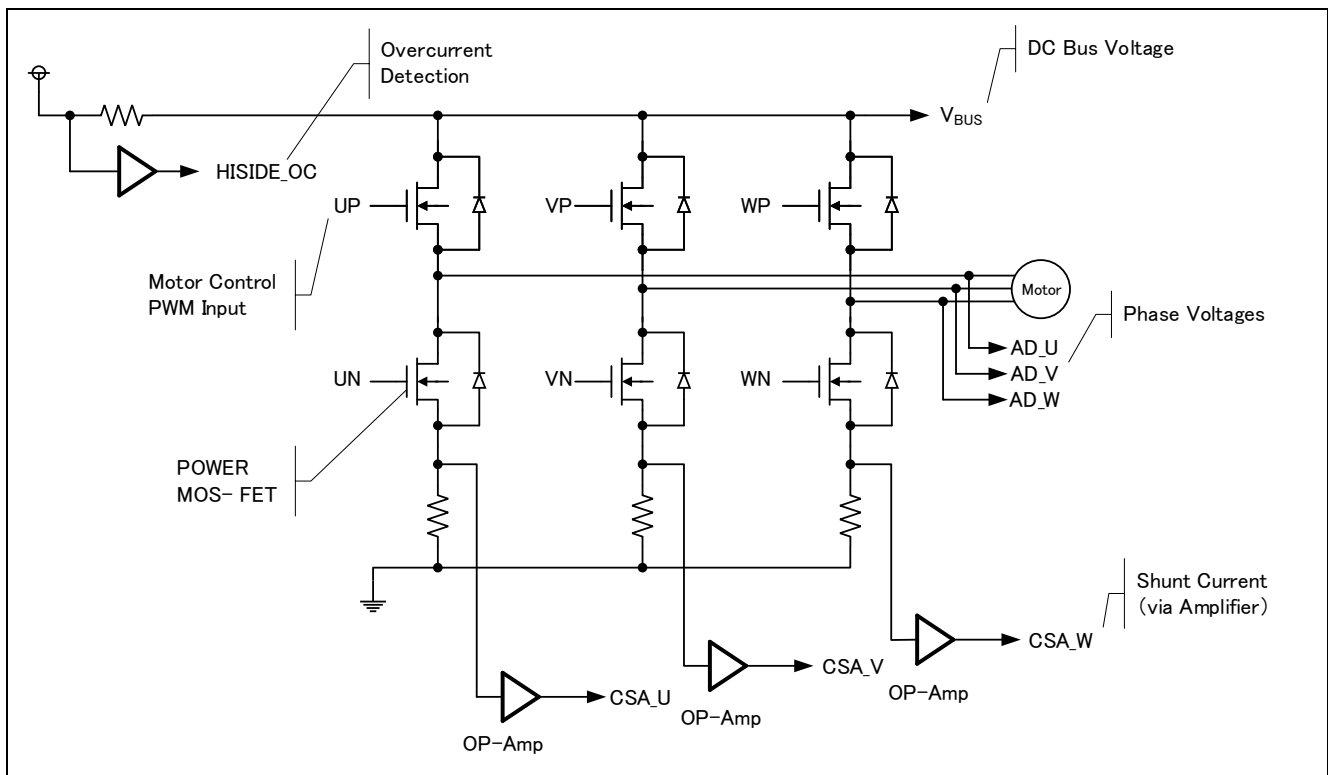 Overcurrent
Detection
DC Bus Voltage
VBUS
HISIDE_OC
UP
VP
WP
Motor Control
PWM Input
Motor
Phase Voltages
AD_U
AD_V
AD_W
UN
VN
WN
POWER
MOS- FET
Shunt Current
(via Amplifier)
CSA_W
CSA_V
OP-Amp
CSA_U
OP-Amp
OP-Amp